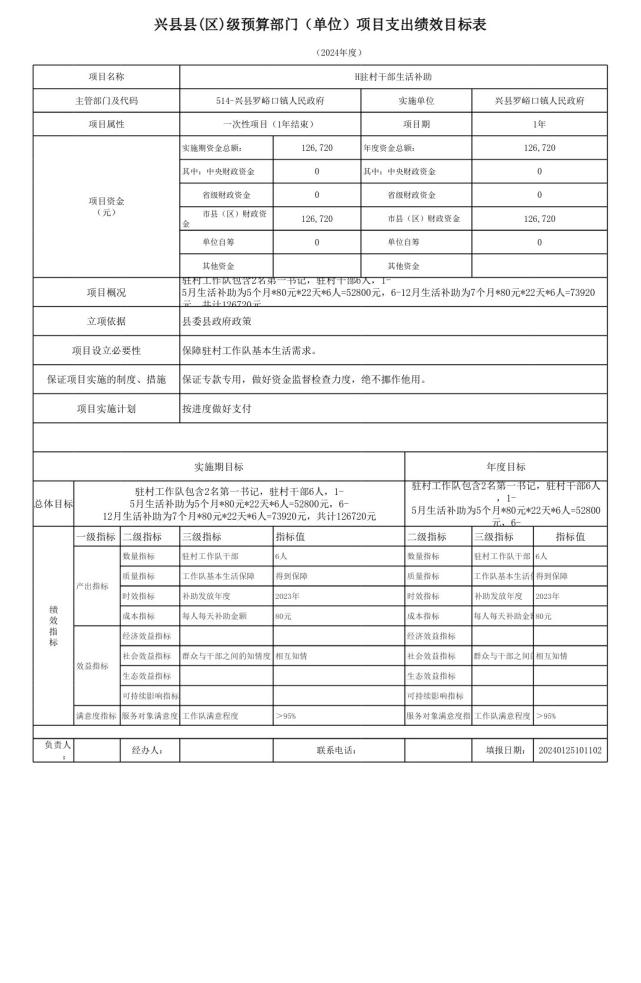 兴县县(区)级预算部门（单位）项目支出绩效目标表
（2024年度）
项目名称 H驻村干部生活补助
主管部门及代码 514-兴县罗峪口镇人民政府 实施单位 兴县罗峪口镇人民政府
项目属性 一次性项目（1年结束） 项目期 1年
项目资金
（元）
实施期资金总额： 126,720 年度资金总额： 126,720
其中：中央财政资金 0 其中：中央财政资金 0
省级财政资金 0 省级财政资金 0
市县（区）财政资金 126,720 市县（区）财政资金 126,720
单位自筹 0 单位自筹 0
其他资金 其他资金
项目概况
驻村工作队包含2名第一书记，驻村干部6人，1-
5月生活补助为5个月*80元*22天*6人=52800元，6-12月生活补助为7个月*80元*22天*6人=73920
元，共计126720元
立项依据 县委县政府政策
项目设立必要性 保障驻村工作队基本生活需求。
保证项目实施的制度、措施 保证专款专用，做好资金监督检查力度，绝不挪作他用。
项目实施计划 按进度做好支付
实施期目标 年度目标
总体目标
驻村工作队包含2名第一书记，驻村干部6人，1-
5月生活补助为5个月*80元*22天*6人=52800元，6-
12月生活补助为7个月*80元*22天*6人=73920元，共计126720元
驻村工作队包含2名第一书记，驻村干部6人
，1-
5月生活补助为5个月*80元*22天*6人=52800
元，6-
绩效指标
一级指标 二级指标 三级指标 指标值 二级指标 三级指标 指标值
产出指标
数量指标 驻村工作队干部 6人 数量指标 驻村工作队干部 6人
质量指标 工作队基本生活保障 得到保障 质量指标 工作队基本生活 得到保障
时效指标 补助发放年度 2023年 时效指标 补助发放年度 2023年
成本指标 每人每天补助金额 80元 成本指标 每人每天补助金 80元
效益指标
经济效益指标 经济效益指标
社会效益指标 群众与干部之间的知情度 相互知情 社会效益指标 群众与干部之间 相互知情
生态效益指标 生态效益指标
可持续影响指标 可持续影响指标
满意度指标 服务对象满意度 工作队满意程度 ＞95% 服务对象满意度指 工作队满意程度 ＞95%
负责人： 经办人： 联系电话： 填报日期： 20240125101102